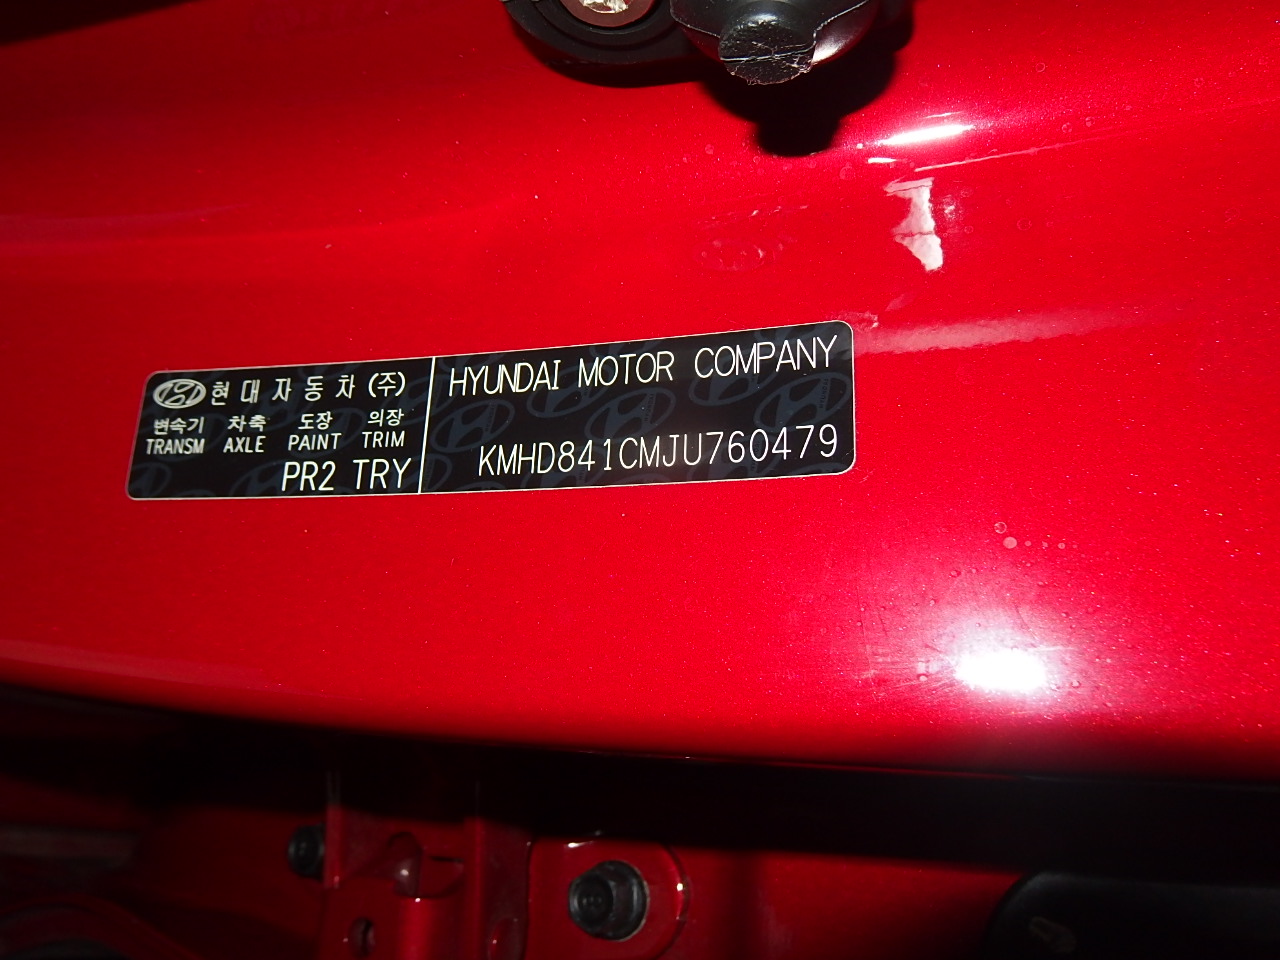 현대자동차(주)
변속기 차축 도장 의장
TRANSM AXLE PAINT TRIM
PR2 TRY
HYUNDAI MOTOR COMPANY
KMHD841CMJU760479